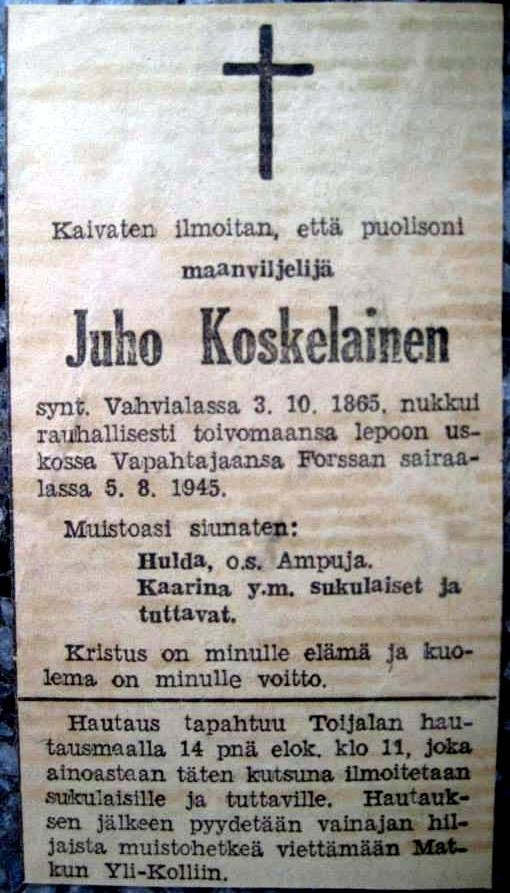 Kaivaten ilmoitan, että puolisoni
maanviljelijä
Juho Koskelainen
synt. Vahvialassa 3. 10. 1865, nukkui
rauhallisesti toivomaansa lepoon us-
kossa Vapahtajaansa Forssan sairaa-
lassa 5. 8. 1945.
Muistoasi siunaten:
Hulda, o.s. Ampuja.
Kaarina y.m. sukulaiset ja
tuttavat.
Kristus on minulle elämä ja kuo-
lema on minulle voitto.
Hautaus tapahtuu Toijalan hau-
tausmaalla 14 pnä elok. klo 11, joka
ainoastaan täten kutsuna ilmoitetaan
sukulaisille ja tuttaville. Hautauk-
sen jälkeen pyydetään vainajan hil-
jaista muistohetkeä viettämään Mat-
kun Yli-Kolliin.